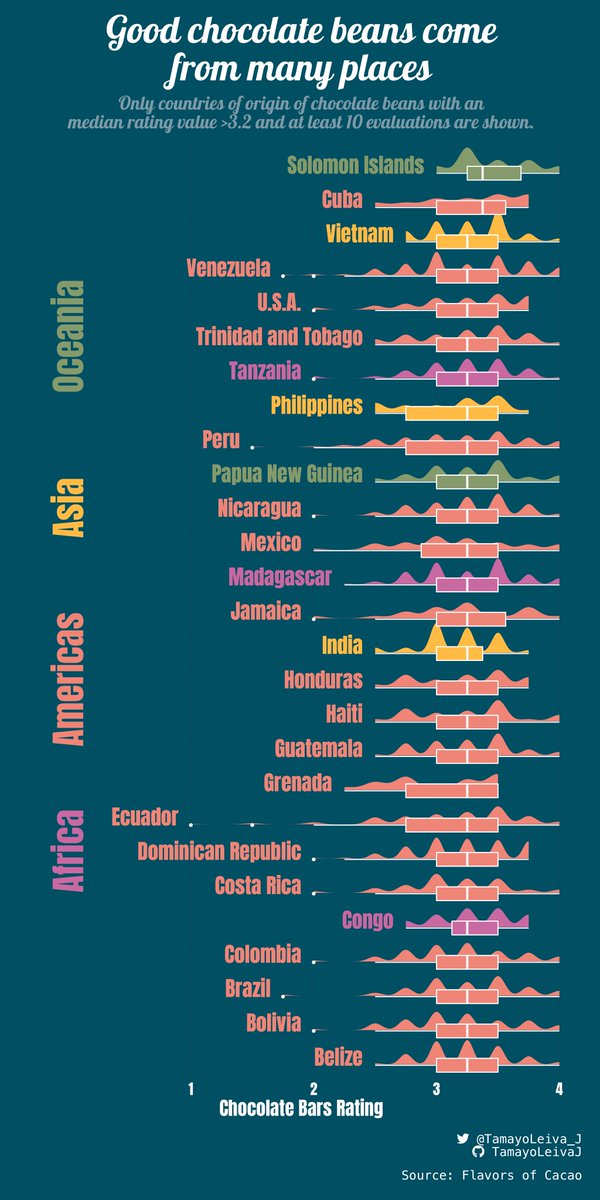 Good chocolate beans come
from many places
Only countries of origin of chocolate beans with an
median rating value >3.2 and at least 10 evaluations are shown.
Oceania
Asia
Americas
Africa
Solomon Islands
Cuba
Vietnam
Venezuela
U.S.A.
Trinidad and Tobago
Tanzania
Philippines
Peru
Papua New Guinea
Nicaragua
Mexico
Madagascar
Jamaica
India
Honduras
Haiti
Guatemala
Grenada
Ecuador
Dominican Republic
Costa Rica
Congo
Colombia
Brazil
Bolivia
Belize
1 2 3 4
Chocolate Bars Rating
@TamayoLeiva_J
TamayoLeivaJ
Source: Flavors of Cacao